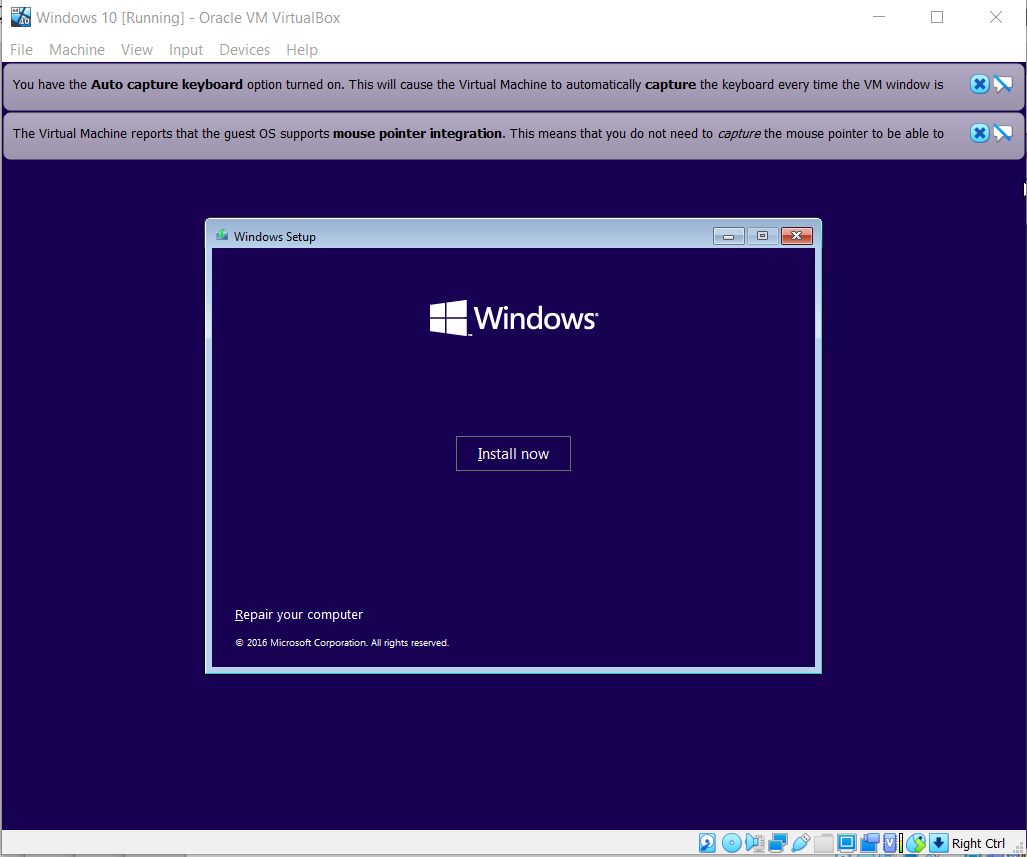 Windows 10 [Running] - Oracle VM VirtualBox
File Machine View Input Devices Help
You have the Auto capture keyboard option turned on. This will cause the Virtual Machine to automatically capture the keyboard every time the VM window is
The Virtual Machine reports that the guest OS supports mouse pointer integration. This means that you do not need to capture the mouse pointer to be able to
Windows Setup
Windows
Install now
Repair your computer
© 2016 Microsoft Corporation. All rights reserved.
Right Ctrl